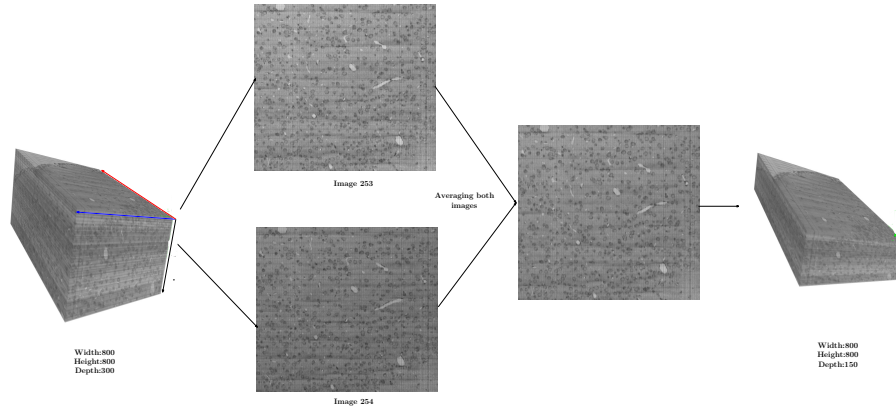 Image 253
Averaging both
images
Image 254
Width:800
Height:800
Depth:300
Width:800
Height:800
Depth:150